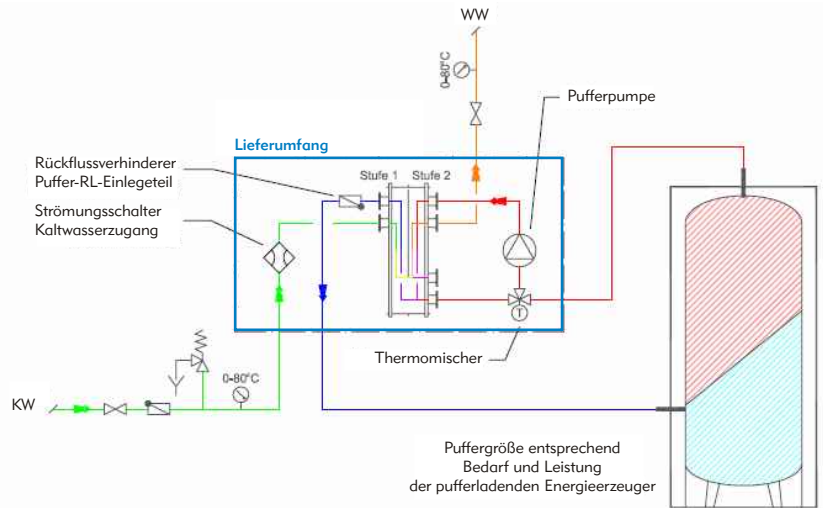 WW
0-80°C
Pufferpumpe
Lieferumfang
Rückflussverhinderer
Puffer-RL-Einlegeteil
Stufe 1 Stufe 2
Strömungsschalter
Kaltwasserzugang
T
Thermomischer
0-80°C
KW
Puffergröße entsprechend
Bedarf und Leistung
der pufferladenden Energieerzeuger